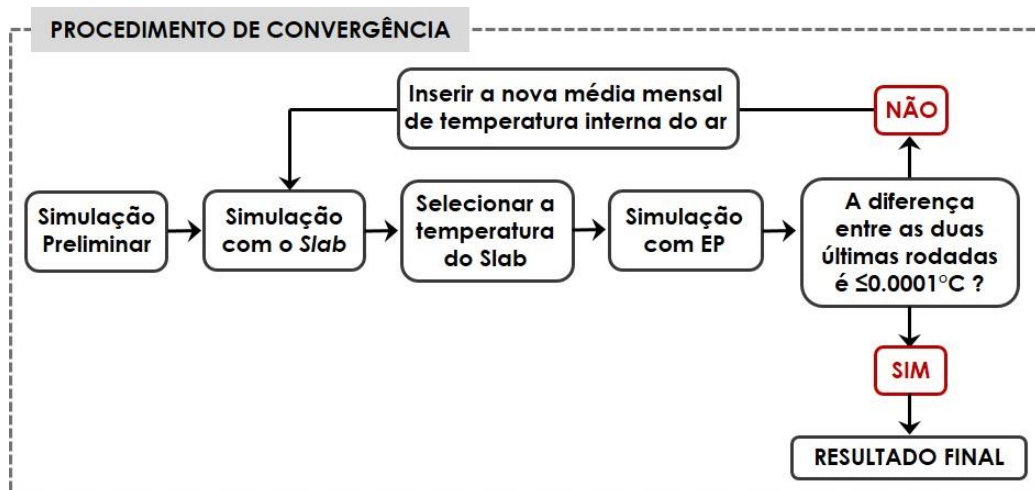 PROCEDIMENTO DE CONVERGÊNCIA
Inserir a nova média mensal
de temperatura interna do ar
NÃO
Simulação
Preliminar
Simulação
com o Slab
Selecionar a
temperatura
do Slab
Simulação
com EP
A diferença
entre as duas
últimas rodadas
é ≤0.0001°C ?
SIM
RESULTADO FINAL